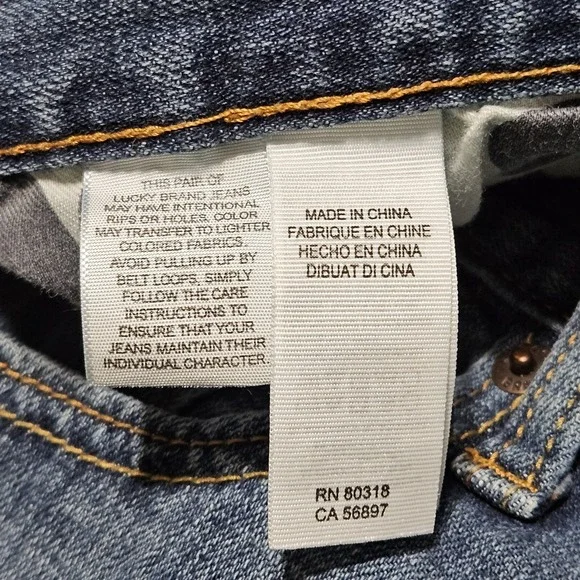 THIS PAIR OF
LUCKY BRAND JEANS
MAY HAVE INTENTIONAL
RIPS OR HOLES. COLOR
MAY TRANSFER TO LIGHTER
COLORED FABRICS.
AVOID PULLING UP BY
BELT LOOPS, SIMPLY
FOLLOW THE CARE
INSTRUCTIONS TO
ENSURE THAT YOUR
JEANS MAINTAIN THEIR
INDIVIDUAL CHARACTER.
MADE IN CHINA
FABRIQUE EN CHINE
HECHO EN CHINA
DIBUAT DI CINA
RN 80318
CA 56897